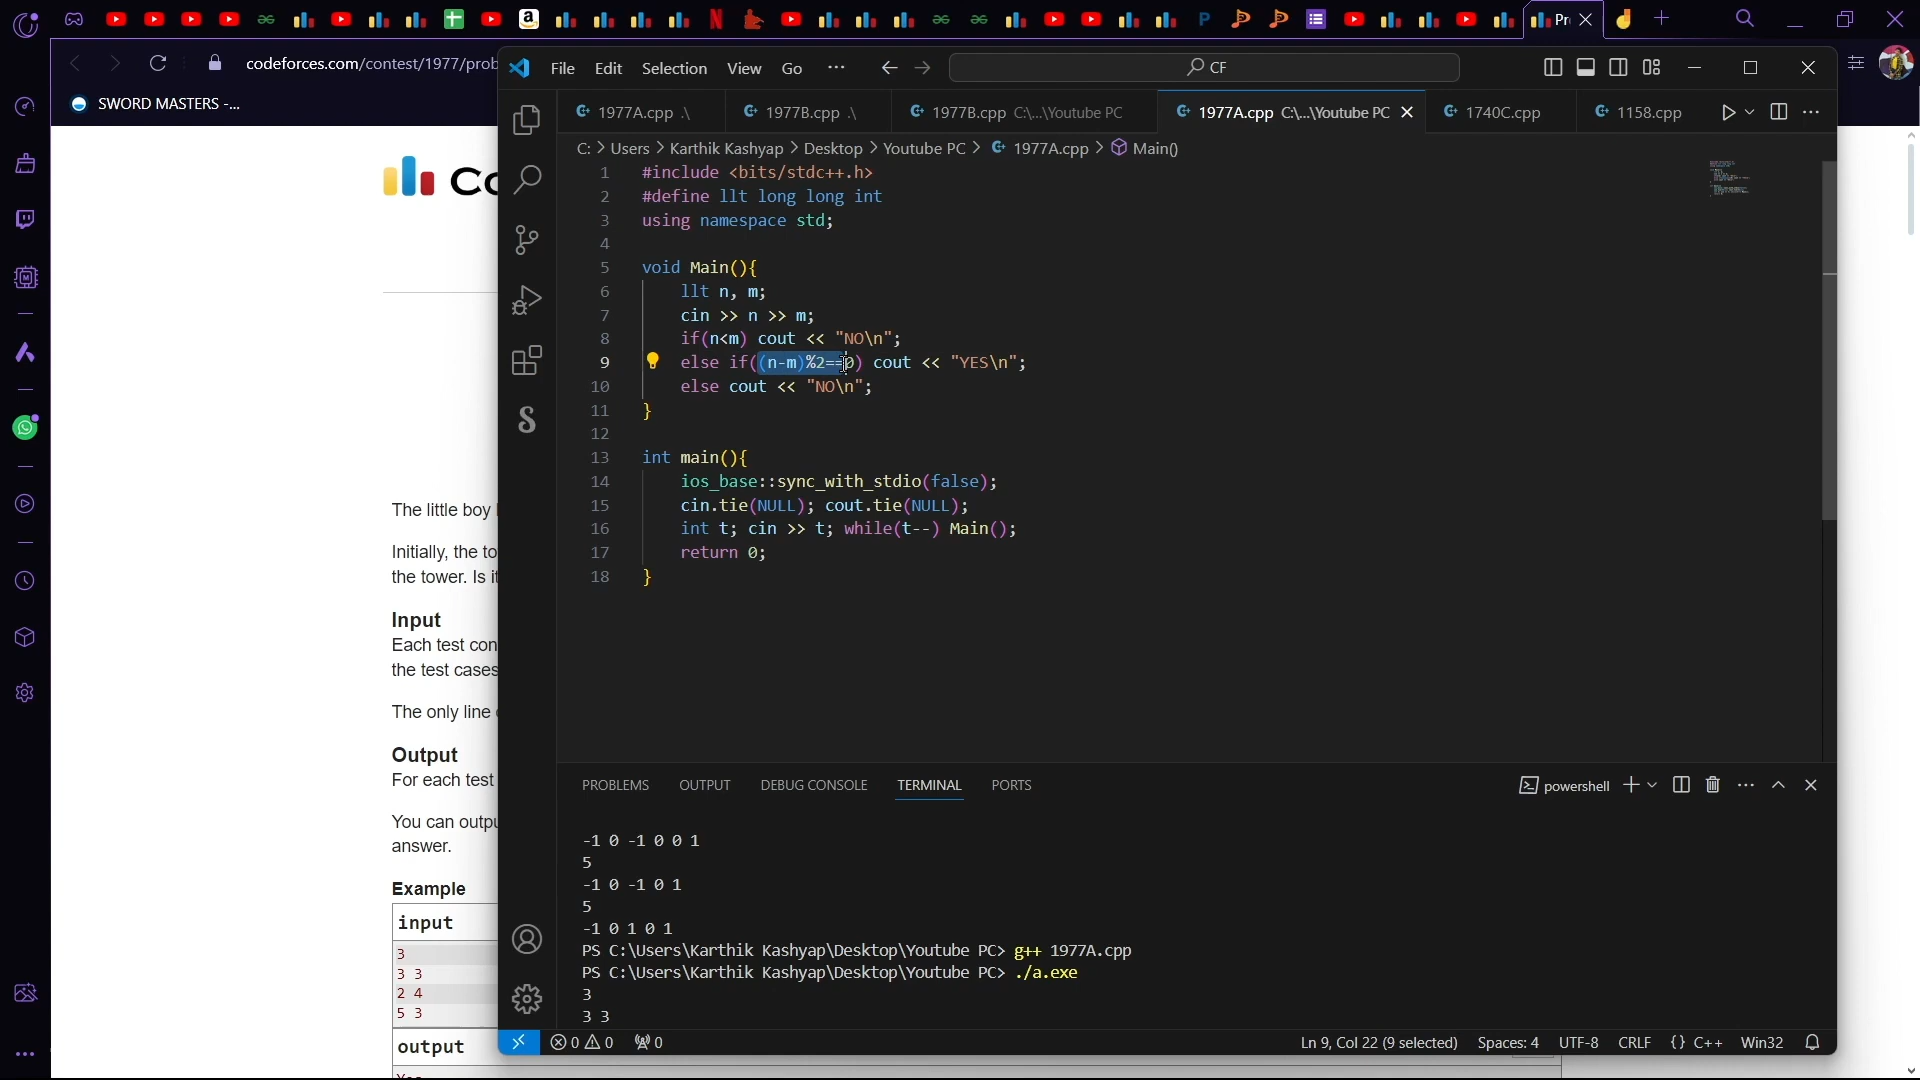 Pr
codeforces.com/contest/1977/prob
SWORD MASTERS -...
Co
The little boy
Initially, the to
the tower. Is i
Input
Each test con
the test cases
The only line
Output
For each test
You can outpu
answer.
Example
input
3
3 3
2 4
5 3
output
File Edit Selection View Go ...
CF
1977A.cpp .\
1977B.cpp .\
1977B.cpp C:\...\Youtube PC
1977A.cpp C:\...\Youtube PC
1740C.cpp
1158.cpp
C: > Users > Karthik Kashyap > Desktop > Youtube PC > 1977A.cpp > Main()
1 #include <bits/stdc++.h>
2 #define llt long long int
3 using namespace std;
4
5 void Main(){
6 llt n, m;
7 cin >> n >> m;
8 if(n<m) cout << "NO\n";
9 else if((n-m)%2==0) cout << "YES\n";
10 else cout << "NO\n";
11 }
12
13 int main(){
14 ios_base::sync_with_stdio(false);
15 cin.tie(NULL); cout.tie(NULL);
16 int t; cin >> t; while(t--) Main();
17 return 0;
18 }
PROBLEMS OUTPUT DEBUG CONSOLE TERMINAL PORTS
powershell
-1 0 -1 0 0 1
5
-1 0 -1 0 1
5
-1 0 1 0 1
PS C:\Users\Karthik Kashyap\Desktop\Youtube PC> g++ 1977A.cpp
PS C:\Users\Karthik Kashyap\Desktop\Youtube PC> ./a.exe
3
3 3
0 0 0 Ln 9, Col 22 (9 selected) Spaces: 4 UTF-8 CRLF {} C++ Win32